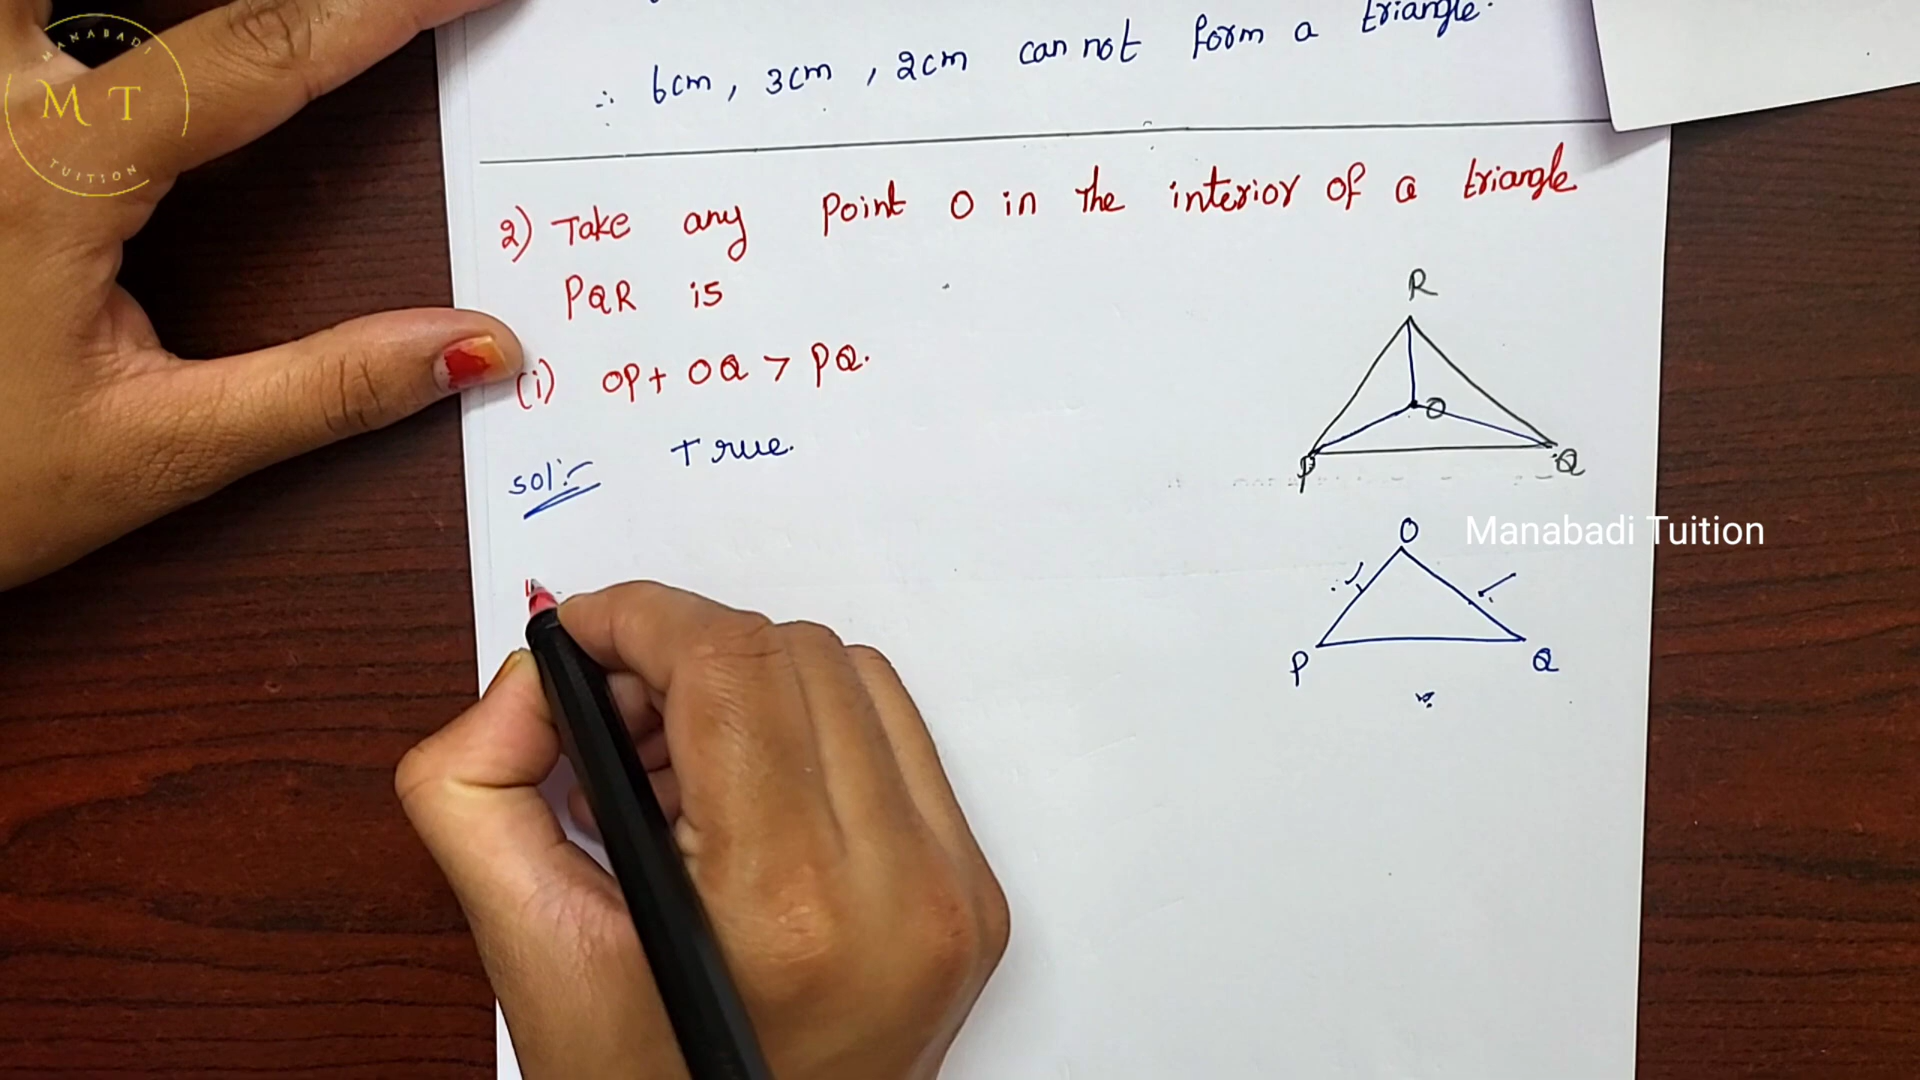 MANABADI
M T
TUITION
∴ 6cm, 3cm, 2cm can not form a triangle.
2) Take any point O in the interior of a triangle
PQR is
(i) OP + OQ > PQ.
sol:- True.
R
O
P Q
O
Manabadi Tuition
P Q